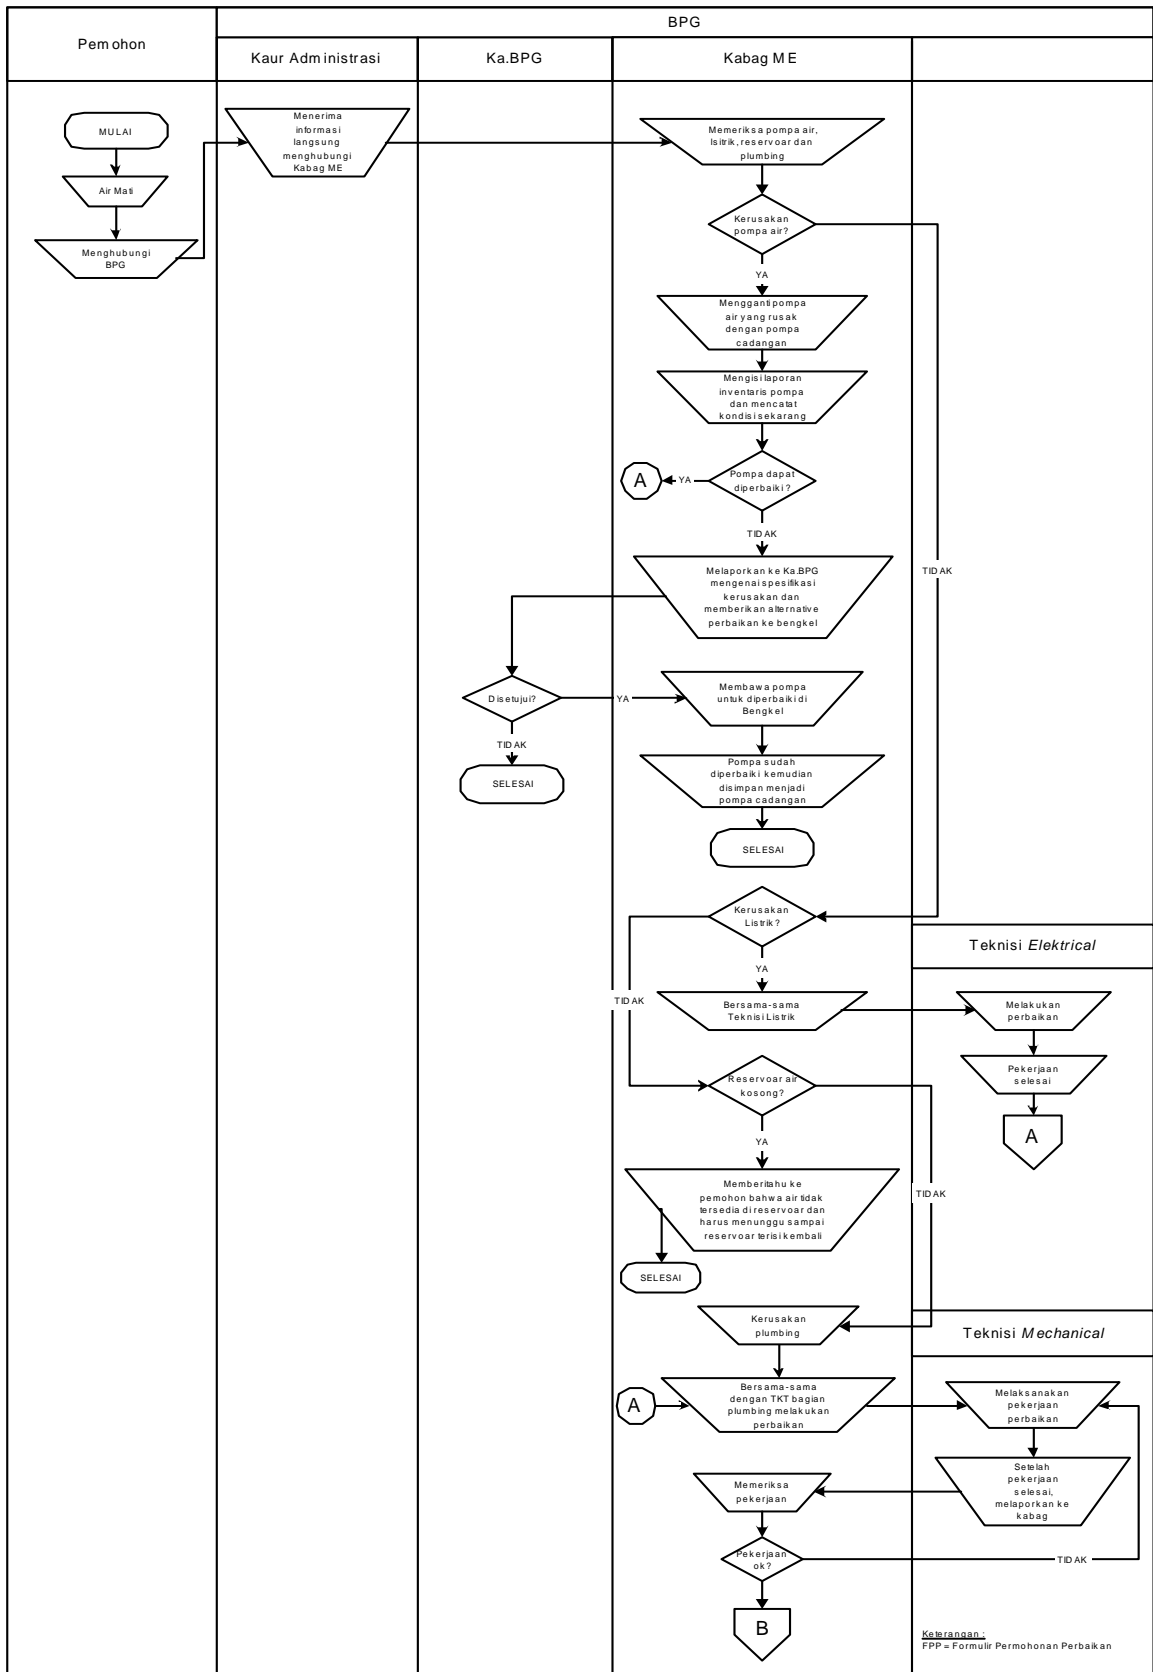 BPG
Pemohon
Kaur Administrasi
Ka.BPG
Kabag ME
MULAI
Air Mati
Menghubungi
BPG
Menerima
informasi
langsung
menghubungi
Kabag ME
Memeriksa pompa air,
lsitrik, reservoar dan
plumbing
Kerusakan
pompa air?
YA
TIDAK
Mengganti pompa
air yang rusak
dengan pompa
cadangan
Mengisi laporan
inventaris pompa
dan mencatat
kondisi sekarang
Pompa dapat
diperbaiki ?
YA
A
TIDAK
Melaporkan ke Ka.BPG
mengenai spesifikasi
kerusakan dan
memberikan alternative
perbaikan ke bengkel
Disetujui?
YA
TIDAK
SELESAI
Membawa pompa
untuk diperbaiki di
Bengkel
Pompa sudah
diperbaiki kemudian
disimpan menjadi
pompa cadangan
SELESAI
Kerusakan
Listrik?
YA
TIDAK
Bersama-sama
Teknisi Listrik
Teknisi Elektrical
Melakukan
perbaikan
Pekerjaan
selesai
A
Reservoar air
kosong?
YA
TIDAK
Memberitahu ke
pemohon bahwa air tidak
tersedia di reservoar dan
harus menunggu sampai
reservoar terisi kembali
SELESAI
Kerusakan
plumbing
Teknisi Mechanical
A
Bersama-sama
dengan TKT bagian
plumbing melakukan
perbaikan
Melaksanakan
pekerjaan
perbaikan
Setelah
pekerjaan
selesai,
melaporkan ke
kabag
Memeriksa
pekerjaan
Pekerjaan
ok?
TIDAK
B
Keterangan :
FPP = Formulir Permohonan Perbaikan